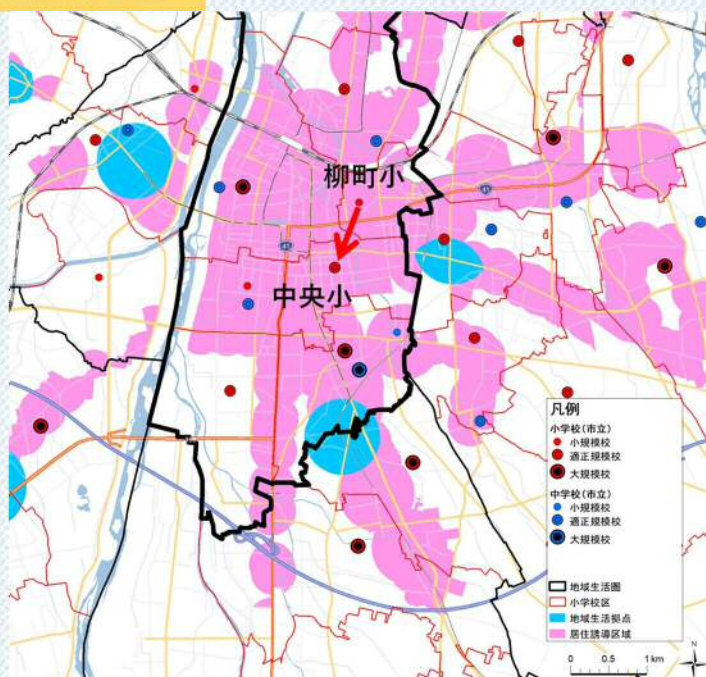 柳町小
中央小
凡例
小学校(市立)
小規模校
適正規模校
大規模校
中学校(市立)
小規模校
適正規模校
大規模校
地域生活圏
小学校区
地域生活拠点
居住誘導区域
N
0 0.5 1km